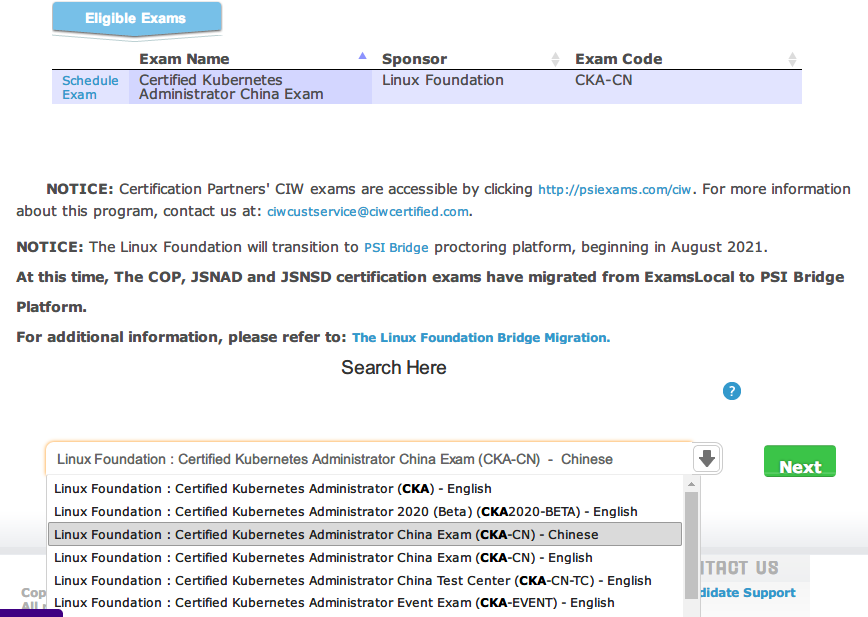 Eligible Exams
Exam Name Sponsor Exam Code
Schedule Exam Certified Kubernetes Administrator China Exam Linux Foundation CKA-CN
NOTICE: Certification Partners' CIW exams are accessible by clicking http://psiexams.com/ciw. For more information
about this program, contact us at: ciwcustservice@ciwcertified.com.
NOTICE: The Linux Foundation will transition to PSI Bridge proctoring platform, beginning in August 2021.
At this time, The COP, JSNAD and JSNSD certification exams have migrated from ExamsLocal to PSI Bridge
Platform.
For additional information, please refer to: The Linux Foundation Bridge Migration.
Search Here
?
Linux Foundation : Certified Kubernetes Administrator China Exam (CKA-CN) - Chinese
Next
Linux Foundation : Certified Kubernetes Administrator (CKA) - English
Linux Foundation : Certified Kubernetes Administrator 2020 (Beta) (CKA2020-BETA) - English
Linux Foundation : Certified Kubernetes Administrator China Exam (CKA-CN) - Chinese
Linux Foundation : Certified Kubernetes Administrator China Exam (CKA-CN) - English
Linux Foundation : Certified Kubernetes Administrator China Test Center (CKA-CN-TC) - English
Linux Foundation : Certified Kubernetes Administrator Event Exam (CKA-EVENT) - English
US
Support